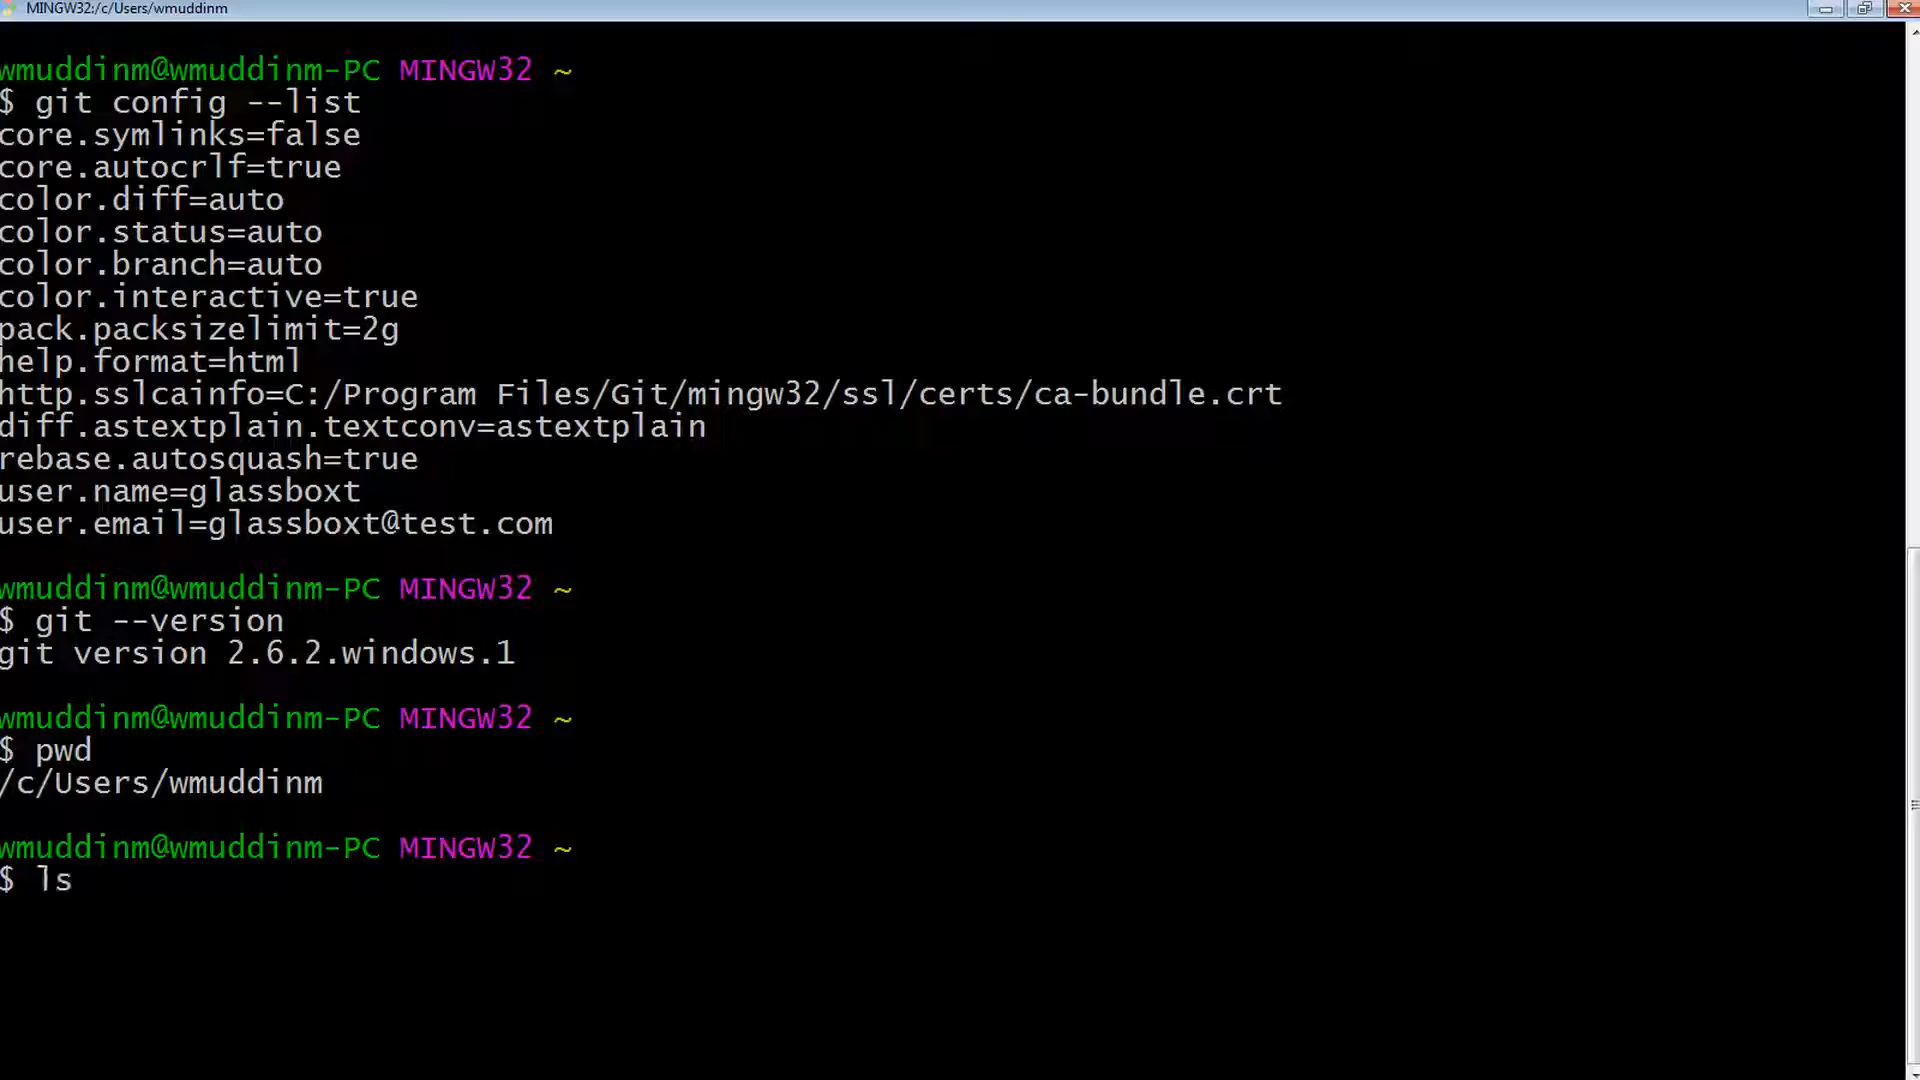 MINGW32:/c/Users/wmuddinm
wmuddinm@wmuddinm-PC MINGW32 ~
$ git config --list
core.symlinks=false
core.autocrlf=true
color.diff=auto
color.status=auto
color.branch=auto
color.interactive=true
pack.packsizelimit=2g
help.format=html
http.sslcainfo=C:/Program Files/Git/mingw32/ssl/certs/ca-bundle.crt
diff.astextplain.textconv=astextplain
rebase.autosquash=true
user.name=glassboxt
user.email=glassboxt@test.com
wmuddinm@wmuddinm-PC MINGW32 ~
$ git --version
git version 2.6.2.windows.1
wmuddinm@wmuddinm-PC MINGW32 ~
$ pwd
/c/Users/wmuddinm
wmuddinm@wmuddinm-PC MINGW32 ~
$ ls